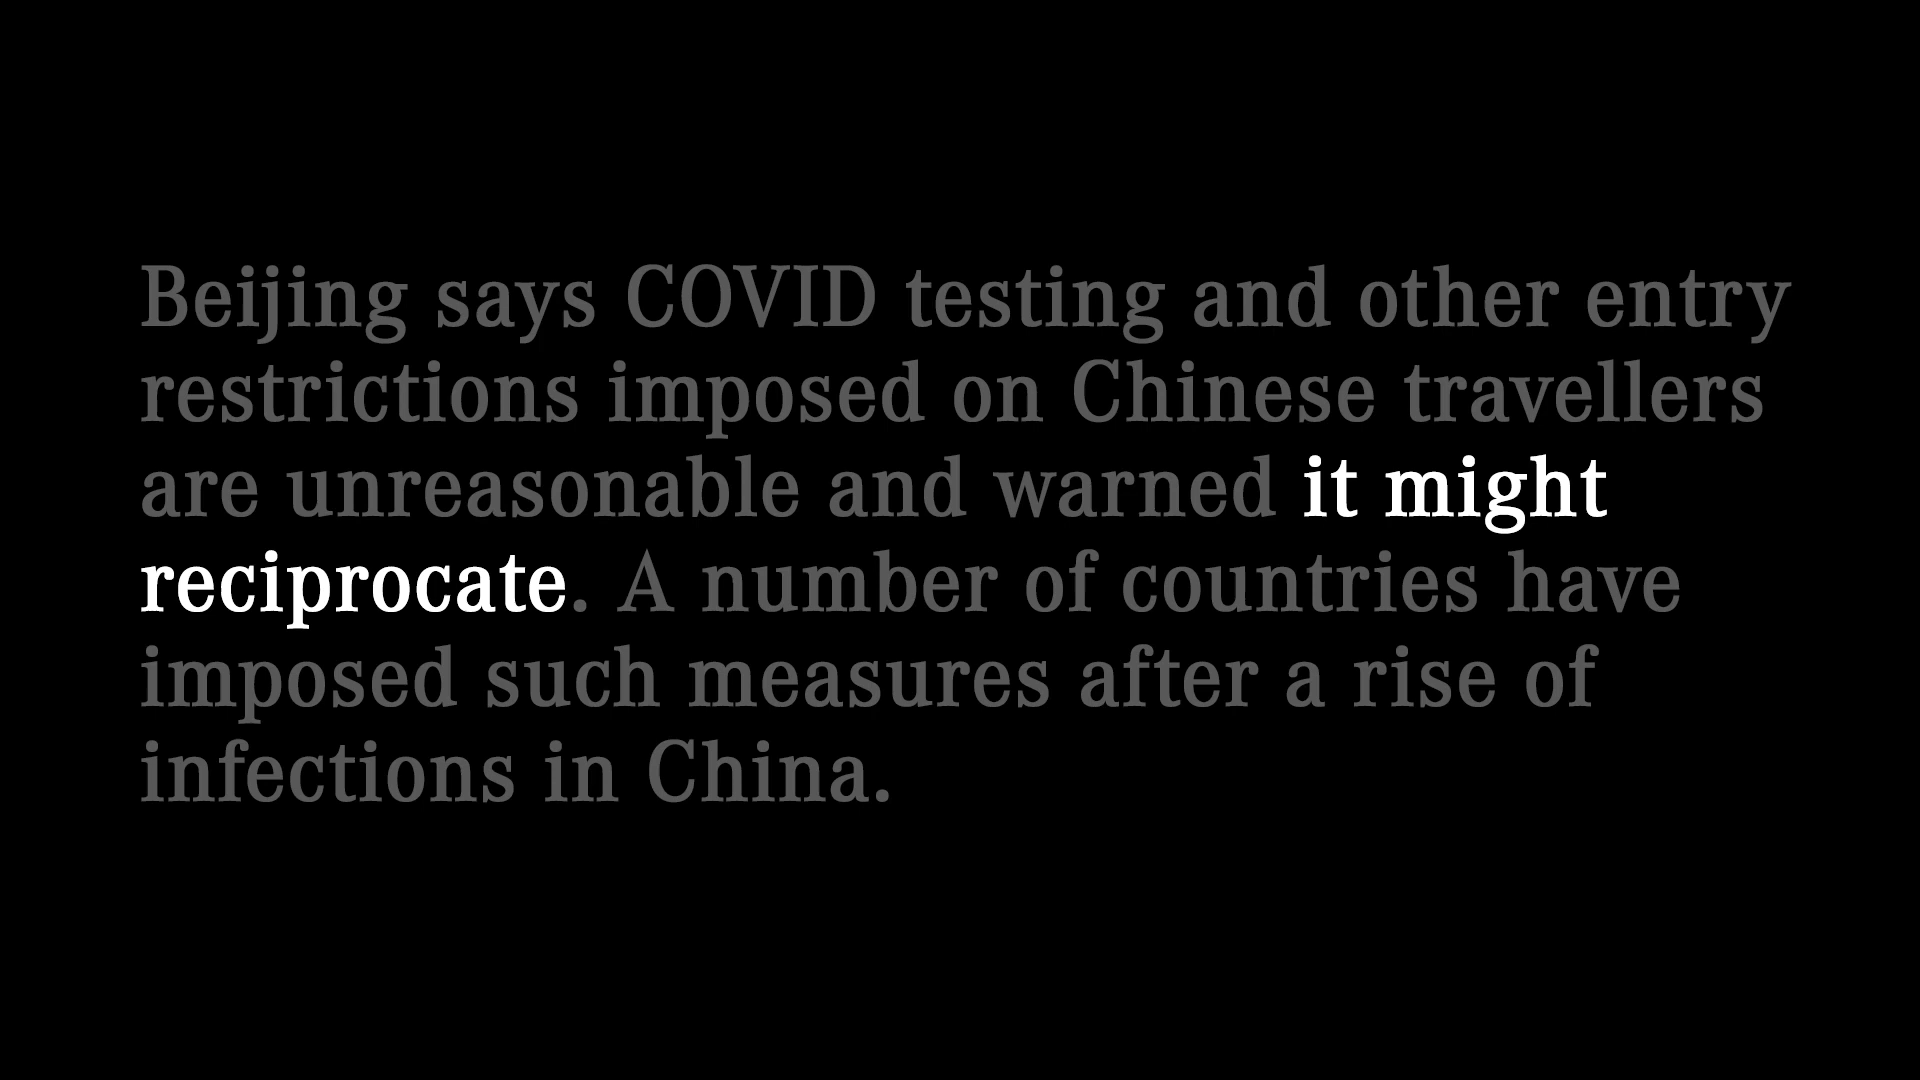 Beijing says COVID testing and other entry
restrictions imposed on Chinese travellers
are unreasonable and warned it might
reciprocate. A number of countries have
imposed such measures after a rise of
infections in China.